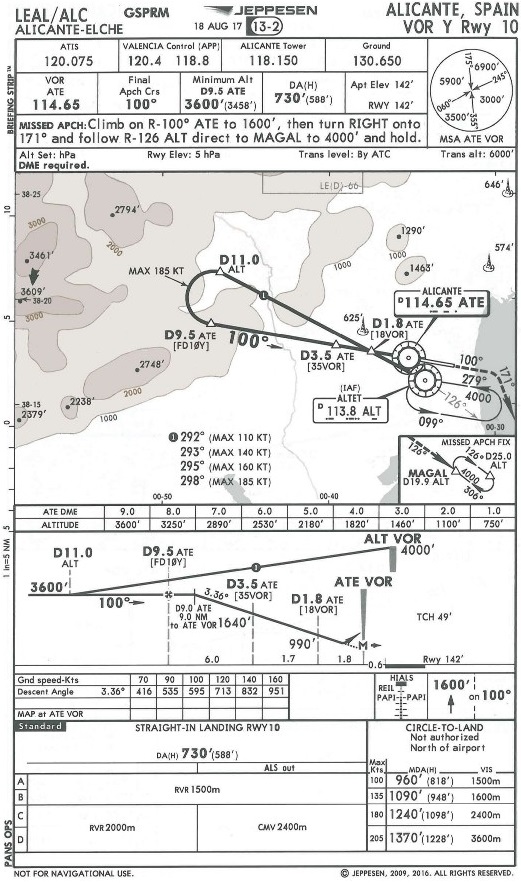 LEAL/ALC GSPRM JEPPESEN ALICANTE, SPAIN
ALICANTE-ELCHE 18 AUG 17 13-2 VOR Y Rwy 10
BRIEFING STRIP™
ATIS VALENCIA Control (APP) ALICANTE Tower Ground
120.075 120.4 118.8 118.150 130.650
VOR Final Minimum Alt DA(H) Apt Elev 142'
ATE Apch Crs D9.5 ATE
114.65 100° 3600'(3458') 730'(588') RWY 142'
MISSED APCH: Climb on R-100° ATE to 1600', then turn RIGHT onto
171° and follow R-126 ALT direct to MAGAL to 4000' and hold.
Alt Set: hPa Rwy Elev: 5 hPa Trans level: By ATC Trans alt: 6000'
DME required.
175° 6900' 245°
5900' 3000'
060° 3500' 355°
MSA ATE VOR
38-25
3000
2794'
2000
LE(D)-66
646'
10
1290'
574'
3461'
1000
1463'
MAX 185 KT
D11.0
ALT
3609'
38-20
3000
ALICANTE
D 114.65 ATE
625'
D1.8 ATE
[18VOR]
5
D9.5 ATE
[FD10Y]
100°
D3.5 ATE
[35VOR]
100°
279°
4000
171°
126°
099°
2748'
2000
(IAF)
ALTET
D 113.8 ALT
2238'
38-15
2379'
1000
0
00-30
1 292° (MAX 110 KT)
293° (MAX 140 KT)
295° (MAX 160 KT)
298° (MAX 185 KT)
MISSED APCH FIX
126°
126° D25.0
ALT
MAGAL
D19.9 ALT
4000
306°
00-50 00-40
ATE DME 9.0 8.0 7.0 6.0 5.0 4.0 3.0 2.0 1.0
ALTITUDE 3600' 3250' 2890' 2530' 2180' 1820' 1460' 1100' 750'
1 in=5 NM
5
D11.0
ALT
D9.5 ATE
[FD10Y]
1
ALT VOR
4000'
3600'
100°
3.36°
D9.0 ATE
9.0 NM
to ATE VOR
1640'
D3.5 ATE
[35VOR]
D1.8 ATE
[18VOR]
ATE VOR
TCH 49'
990'
M
6.0 1.7 1.8 0.6 Rwy 142'
Gnd speed-Kts 70 90 100 120 140 160
Descent Angle 3.36° 416 535 595 713 832 951
MAP at ATE VOR
HIALS
REIL
PAPI PAPI
1600'
on 100°
Standard
STRAIGHT-IN LANDING RWY10
DA(H) 730'(588')
ALS out
CIRCLE-TO-LAND
Not authorized
North of airport
Max
Kts MDA(H) VIS
A 100 960' (818') 1500m
RVR 1500m
B 135 1090' (948') 1600m
C 180 1240'(1098') 2400m
RVR 2000m CMV 2400m
D 205 1370'(1228') 3600m
PANS OPS
NOT FOR NAVIGATIONAL USE. © JEPPESEN, 2009, 2016. ALL RIGHTS RESERVED.